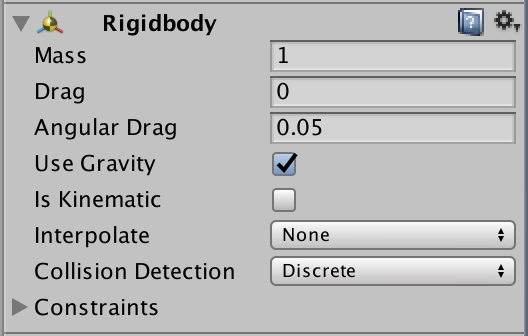 Rigidbody
Mass 1
Drag 0
Angular Drag 0.05
Use Gravity
Is Kinematic
Interpolate None
Collision Detection Discrete
Constraints